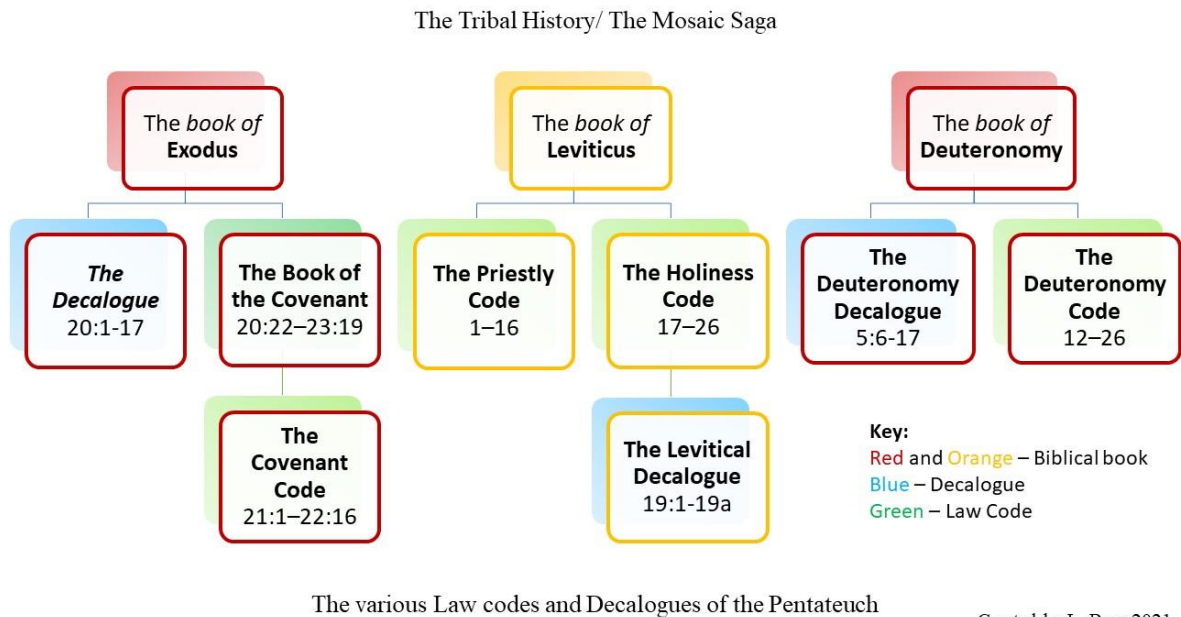 The Tribal History/ The Mosaic Saga
The book of
Exodus
The book of
Leviticus
The book of
Deuteronomy
The
Decalogue
20:1-17
The Book of
the Covenant
20:22–23:19
The Priestly
Code
1–16
The Holiness
Code
17–26
The
Deuteronomy
Decalogue
5:6-17
The
Deuteronomy
Code
12–26
The
Covenant
Code
21:1–22:16
The Levitical
Decalogue
19:1-19a
Key:
Red and Orange – Biblical book
Blue – Decalogue
Green – Law Code
The various Law codes and Decalogues of the Pentateuch